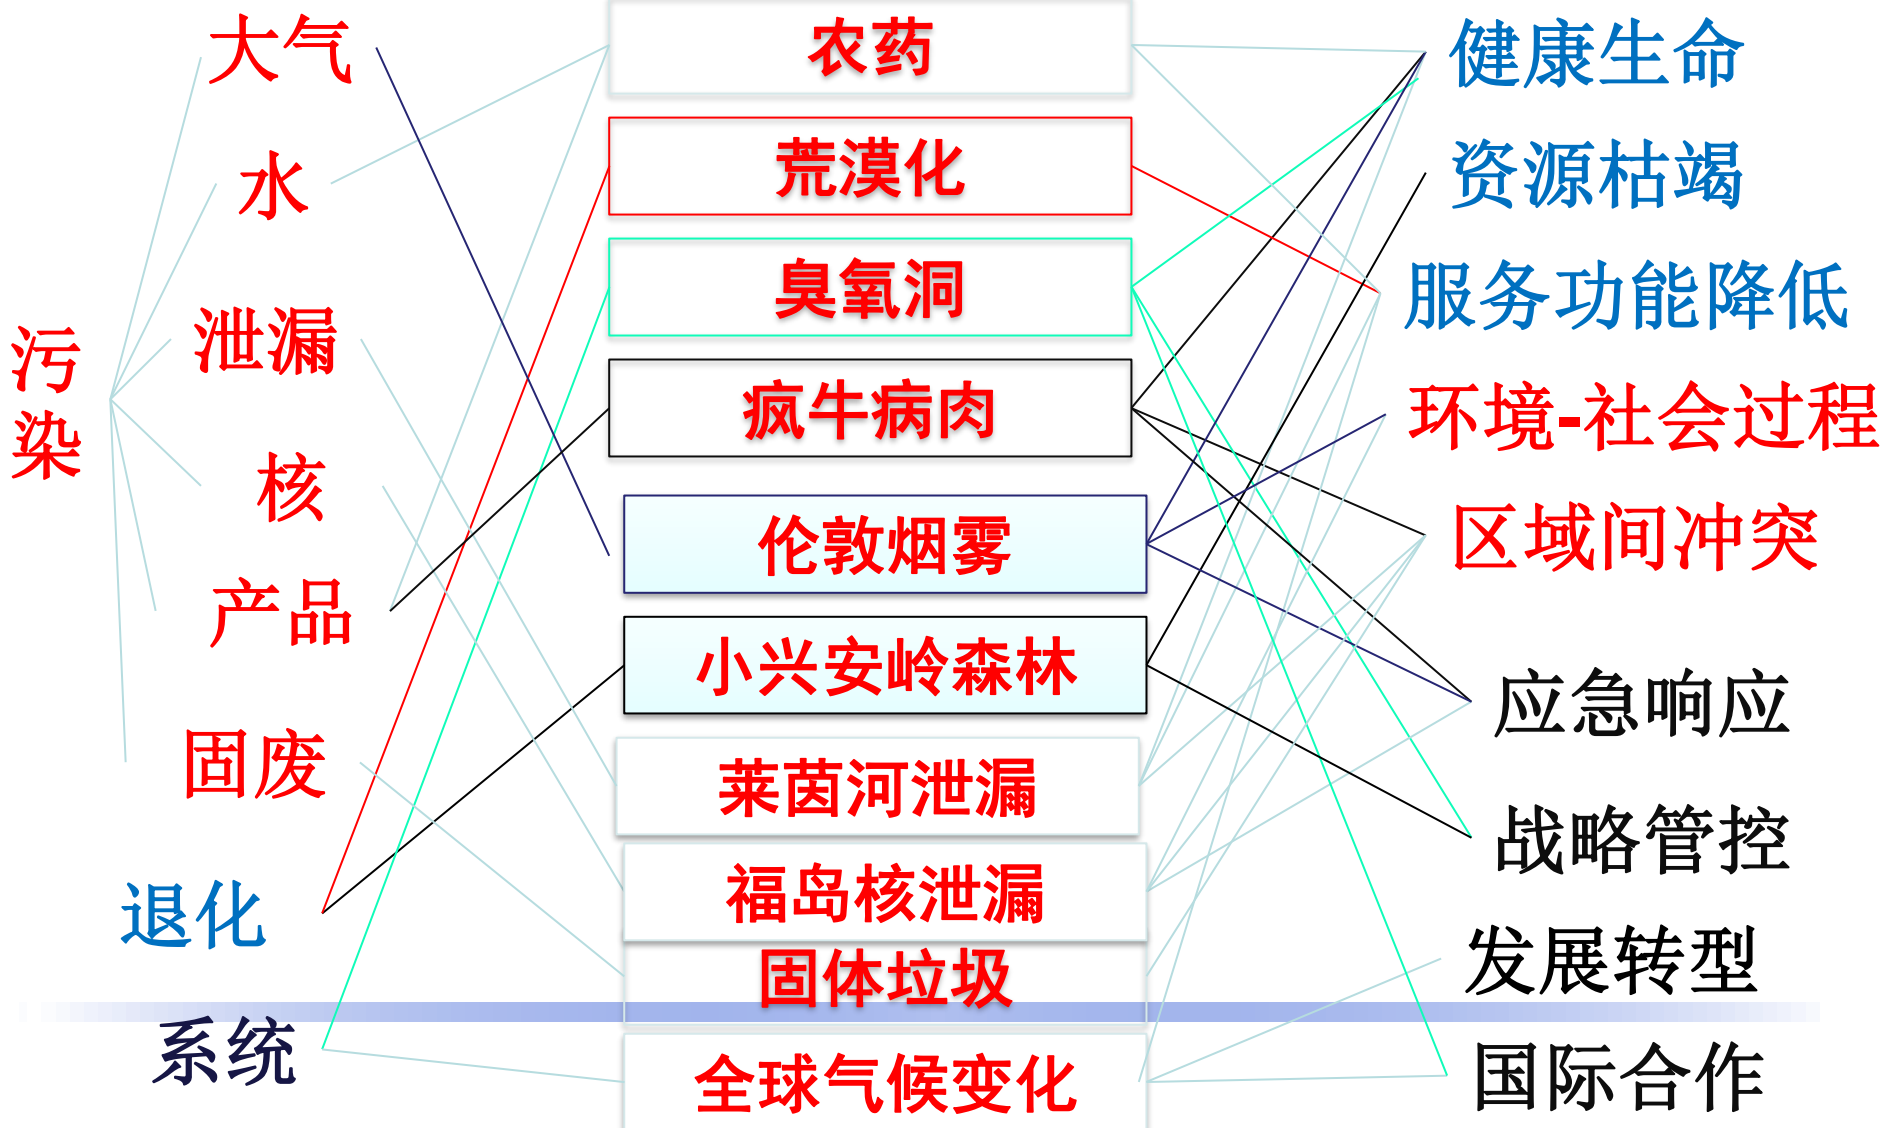 污
染
大气
水
泄漏
核
产品
固废
退化
系统
农药
荒漠化
臭氧洞
疯牛病肉
伦敦烟雾
小兴安岭森林
莱茵河泄漏
福岛核泄漏
固体垃圾
全球气候变化
健康生命
资源枯竭
服务功能降低
环境-社会过程
区域间冲突
应急响应
战略管控
发展转型
国际合作